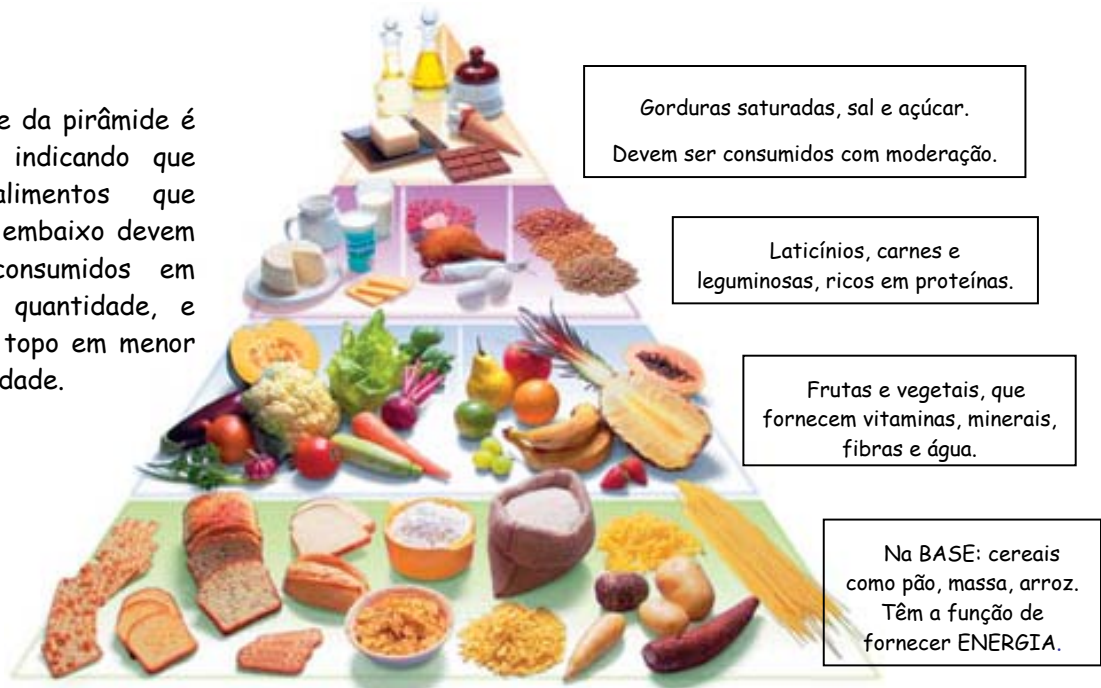 e da pirâmide é
indicando que
alimentos que
embaixo devem
consumidos em
quantidade, e
topo em menor
dade.
Gorduras saturadas, sal e açúcar.
Devem ser consumidos com moderação.
Laticínios, carnes e
leguminosas, ricos em proteínas.
Frutas e vegetais, que
fornecem vitaminas, minerais,
fibras e água.
Na BASE: cereais
como pão, massa, arroz.
Têm a função de
fornecer ENERGIA.